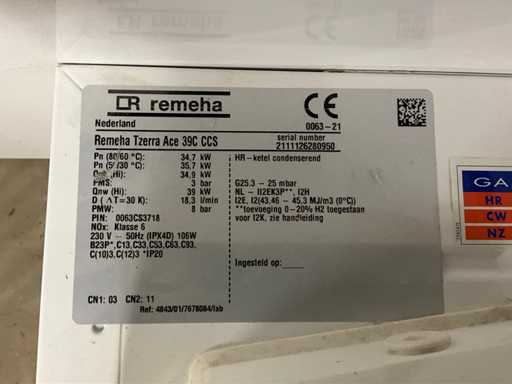 remeha
CE
Nederland
0063-21
Remeha Tzerra Ace 39C CCS
serial number
2111126280950
Pn (80/60 °C): 34,7 kW
Pn (5 /30 °C): 35,7 kW
(Hi): 34,9 kW
PMS: 3 bar
Qnw (Hi): 39 kW
D ( ΔT=30 K): 18,3 l/min
PMW: 8 bar
PIN: 0063CS3718
NOx: Klasse 6
230 V ~ 50Hz (IPX4D) 106W
B23P*,C13,C33,C53,C63,C93,
C(10)3,C(12)3 *IP20
HR-ketel condenserend
G25.3 - 25 mbar
NL - II2EK3P**, I2H
I2E, I2(43,46 - 45,3 MJ/m3 (0°C))
**toevoeging 0-20% H2 toegestaan
voor I2K, zie handleiding
Ingesteld op:
CN1: 03 CN2: 11
Ref: 4843/01/7678084/lab
GA
HR
CW
NZ